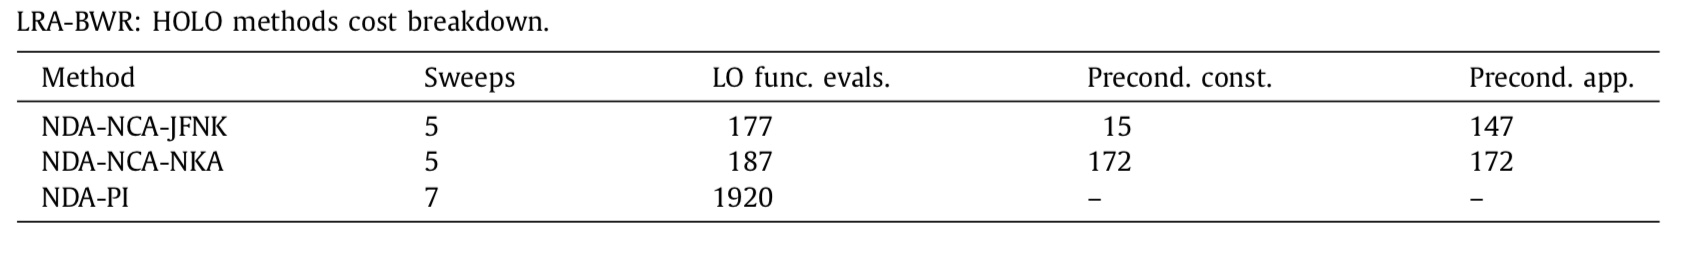 LRA-BWR: HOLO methods cost breakdown.
Method Sweeps LO func. evals. Precond. const. Precond. app.
NDA-NCA-JFNK 5 177 15 147
NDA-NCA-NKA 5 187 172 172
NDA-PI 7 1920 – –